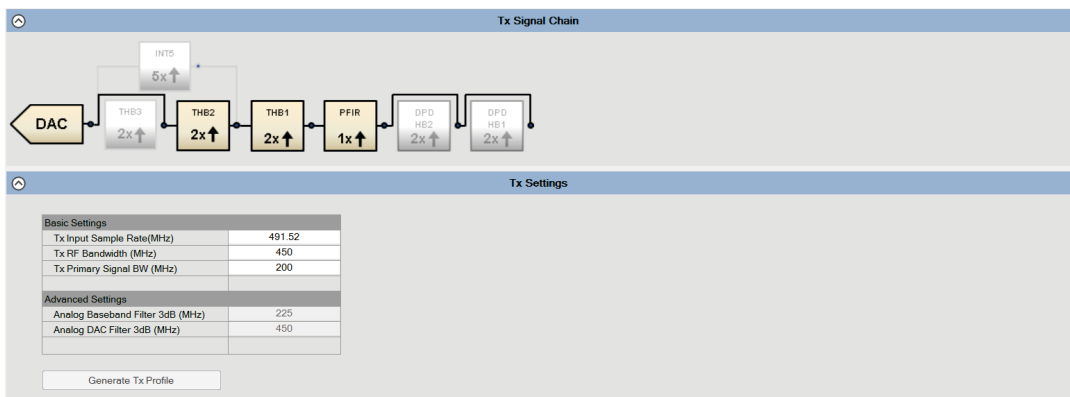 Tx Signal Chain
INT5
5x
DAC
THB3
2x
THB2
2x
THB1
2x
PFIR
1x
DPD
HB2
2x
DPD
HB1
2x
Tx Settings
Basic Settings
Tx Input Sample Rate(MHz) 491.52
Tx RF Bandwidth (MHz) 450
Tx Primary Signal BW (MHz) 200
Advanced Settings
Analog Baseband Filter 3dB (MHz) 225
Analog DAC Filter 3dB (MHz) 450
Generate Tx Profile